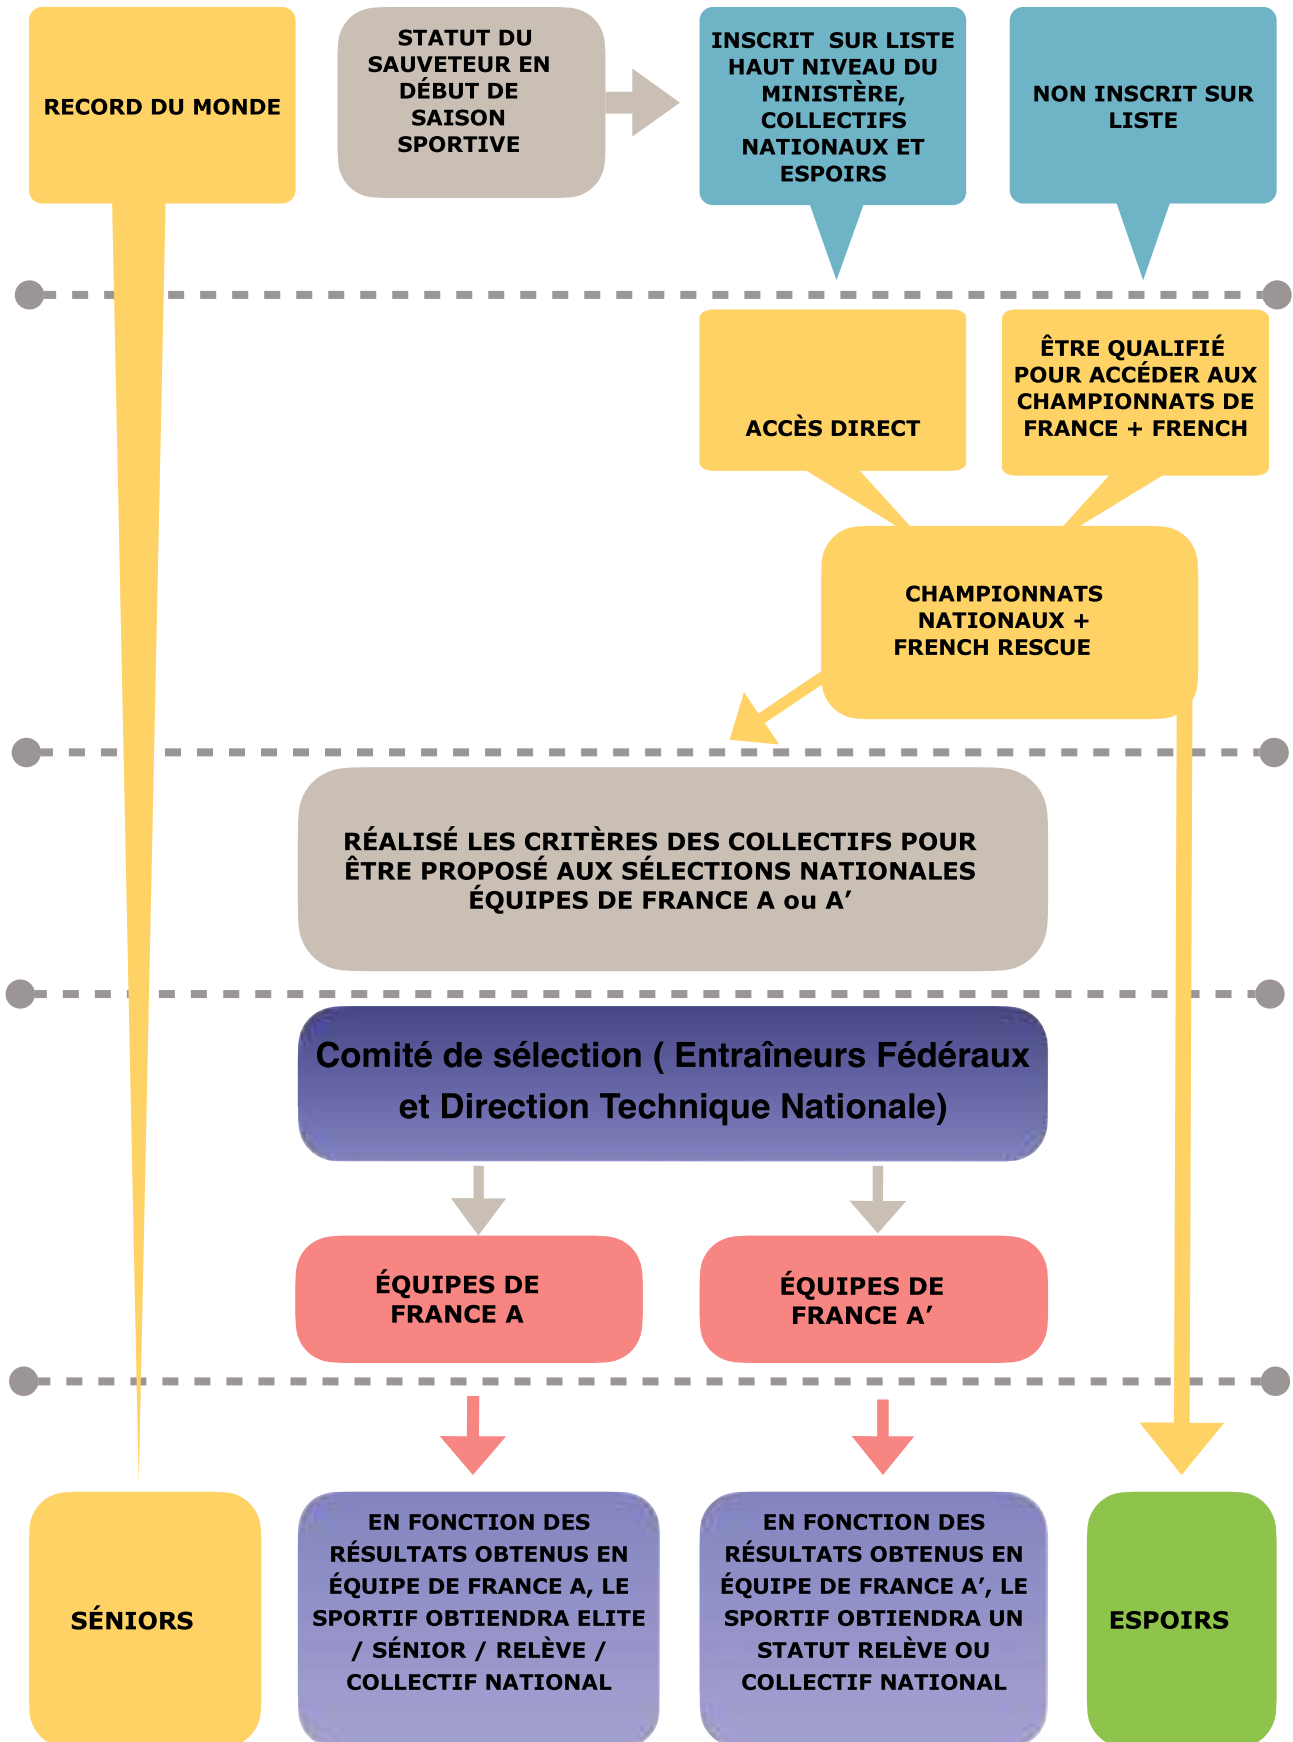 RECORD DU MONDE
STATUT DU
SAUVETEUR EN
DÉBUT DE
SAISON
SPORTIVE
INSCRIT SUR LISTE
HAUT NIVEAU DU
MINISTÈRE,
COLLECTIFS
NATIONAUX ET
ESPOIRS
NON INSCRIT SUR
LISTE
ACCÈS DIRECT
ÊTRE QUALIFIÉ
POUR ACCÉDER AUX
CHAMPIONNATS DE
FRANCE + FRENCH
CHAMPIONNATS
NATIONAUX +
FRENCH RESCUE
RÉALISÉ LES CRITÈRES DES COLLECTIFS POUR
ÊTRE PROPOSÉ AUX SÉLECTIONS NATIONALES
ÉQUIPES DE FRANCE A ou A’
Comité de sélection ( Entraîneurs Fédéraux
et Direction Technique Nationale)
ÉQUIPES DE
FRANCE A
ÉQUIPES DE
FRANCE A’
SÉNIORS
EN FONCTION DES
RÉSULTATS OBTENUS EN
ÉQUIPE DE FRANCE A, LE
SPORTIF OBTIENDRA ELITE
/ SÉNIOR / RELÈVE /
COLLECTIF NATIONAL
EN FONCTION DES
RÉSULTATS OBTENUS EN
ÉQUIPE DE FRANCE A’, LE
SPORTIF OBTIENDRA UN
STATUT RELÈVE OU
COLLECTIF NATIONAL
ESPOIRS